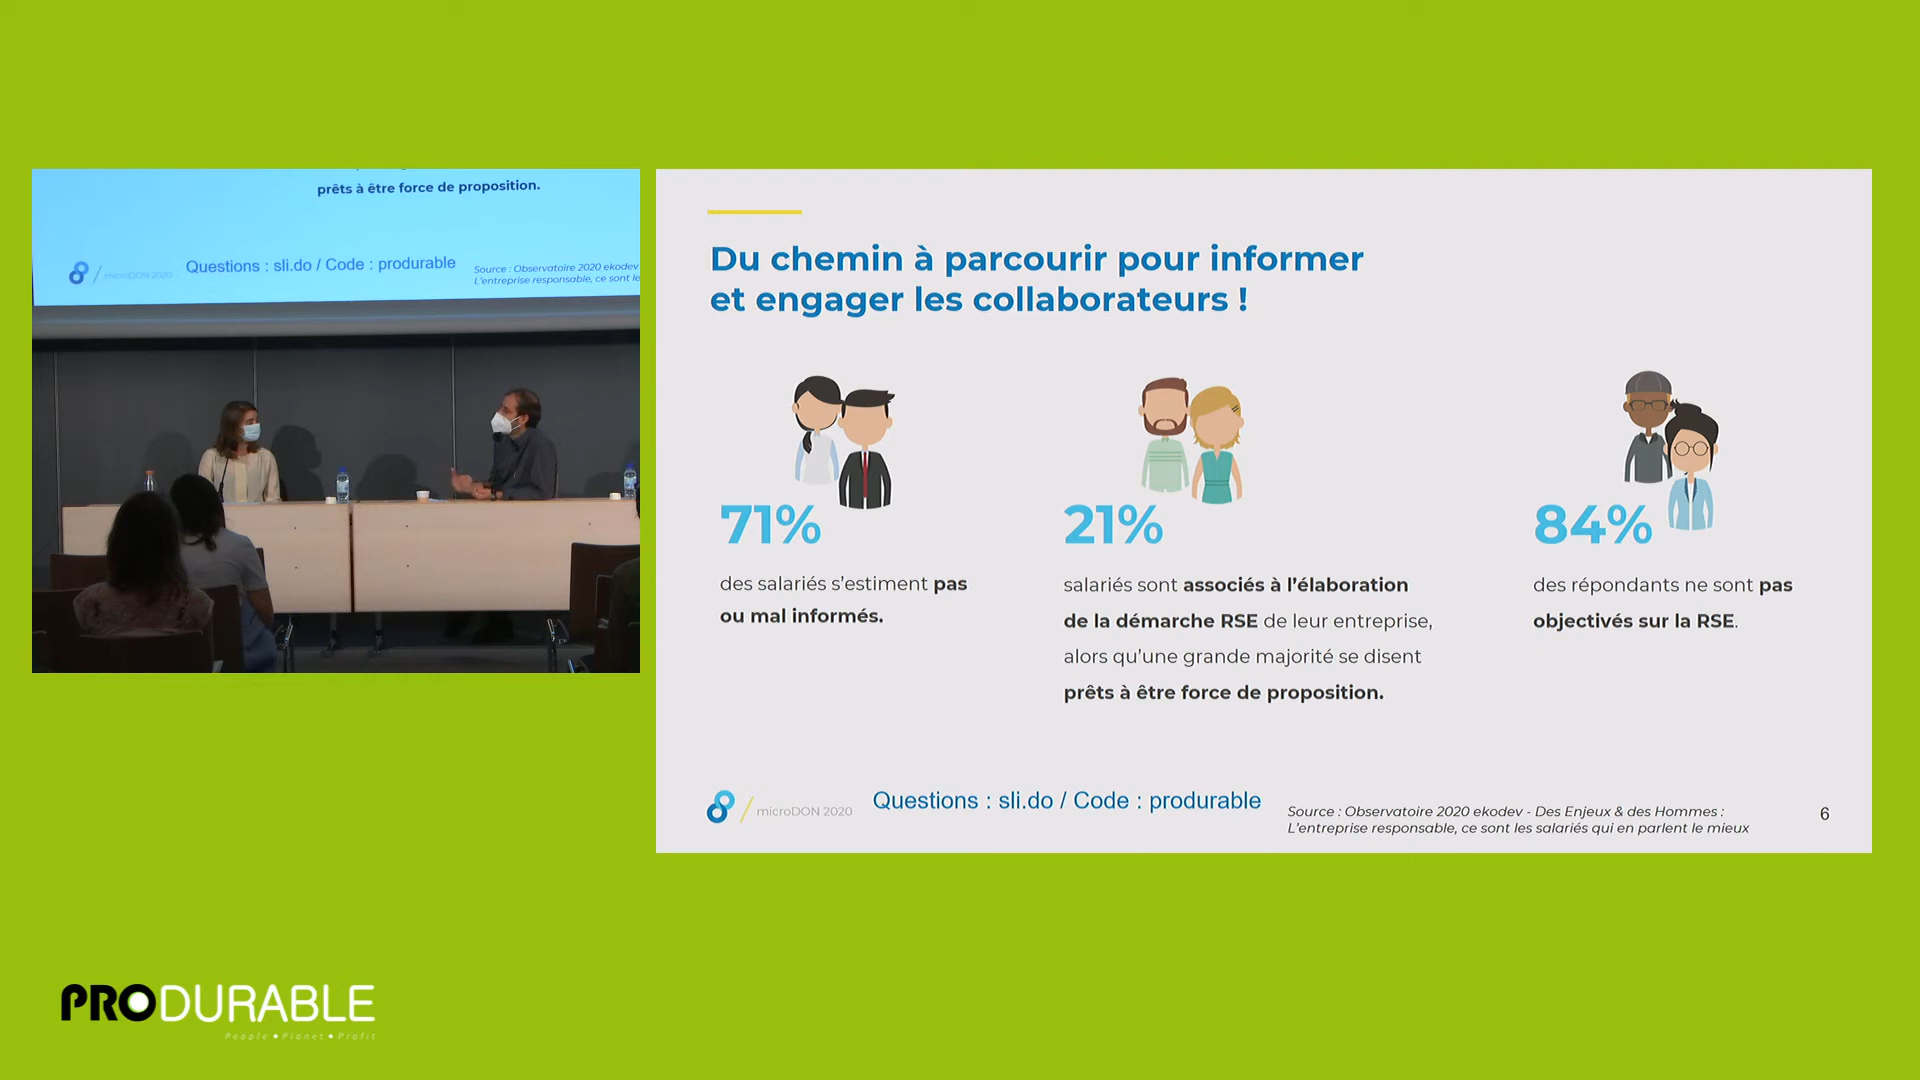 prêts à être force de proposition.
microDON 2020
Questions : sli.do / Code : produrable
Source : Observatoire 2020 ekodev
L'entreprise responsable, ce sont le
Du chemin à parcourir pour informer
et engager les collaborateurs !
71%
des salariés s'estiment pas
ou mal informés.
21%
salariés sont associés à l'élaboration
de la démarche RSE de leur entreprise,
alors qu'une grande majorité se disent
prêts à être force de proposition.
84%
des répondants ne sont pas
objectivés sur la RSE.
microDON 2020
Questions : sli.do / Code : produrable
Source : Observatoire 2020 ekodev - Des Enjeux & des Hommes :
L'entreprise responsable, ce sont les salariés qui en parlent le mieux
6
PRODURABLE
People • Planet • Profit